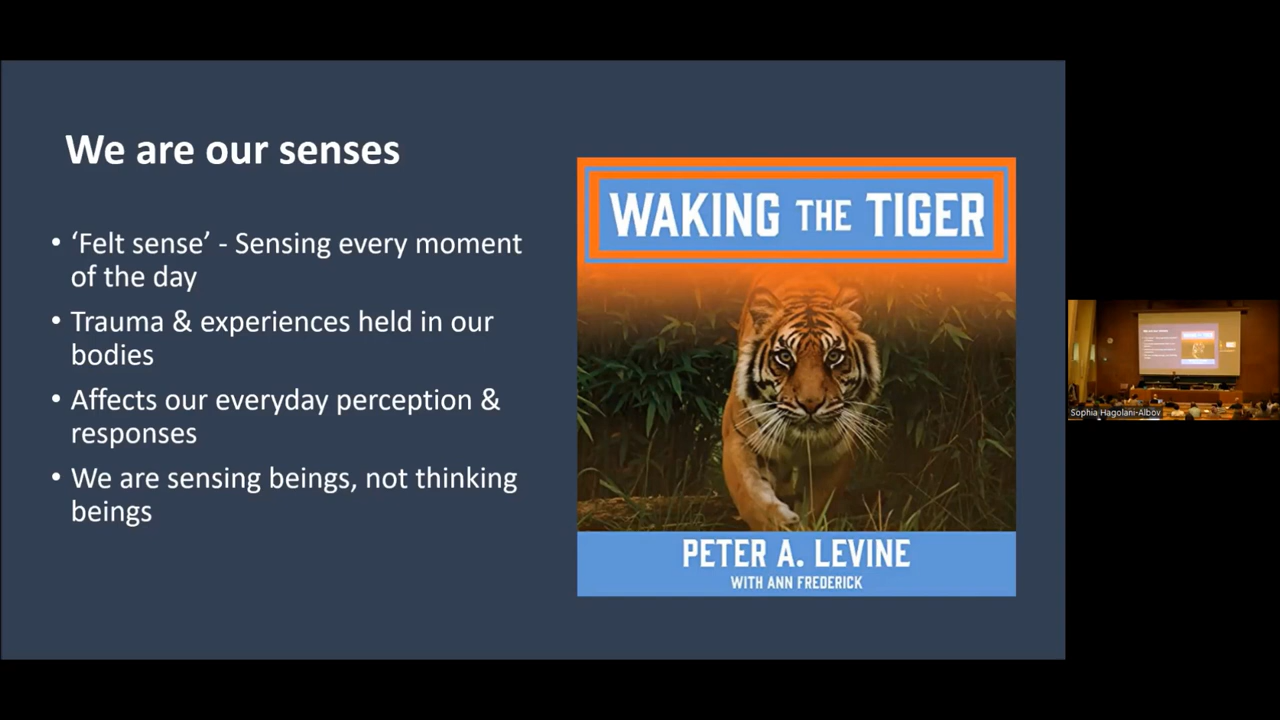 We are our senses
• ‘Felt sense’ - Sensing every moment
of the day
• Trauma & experiences held in our
bodies
• Affects our everyday perception &
responses
• We are sensing beings, not thinking
beings
WAKING THE TIGER
PETER A. LEVINE
WITH ANN FREDERICK
Sophia Hagolani-Albov